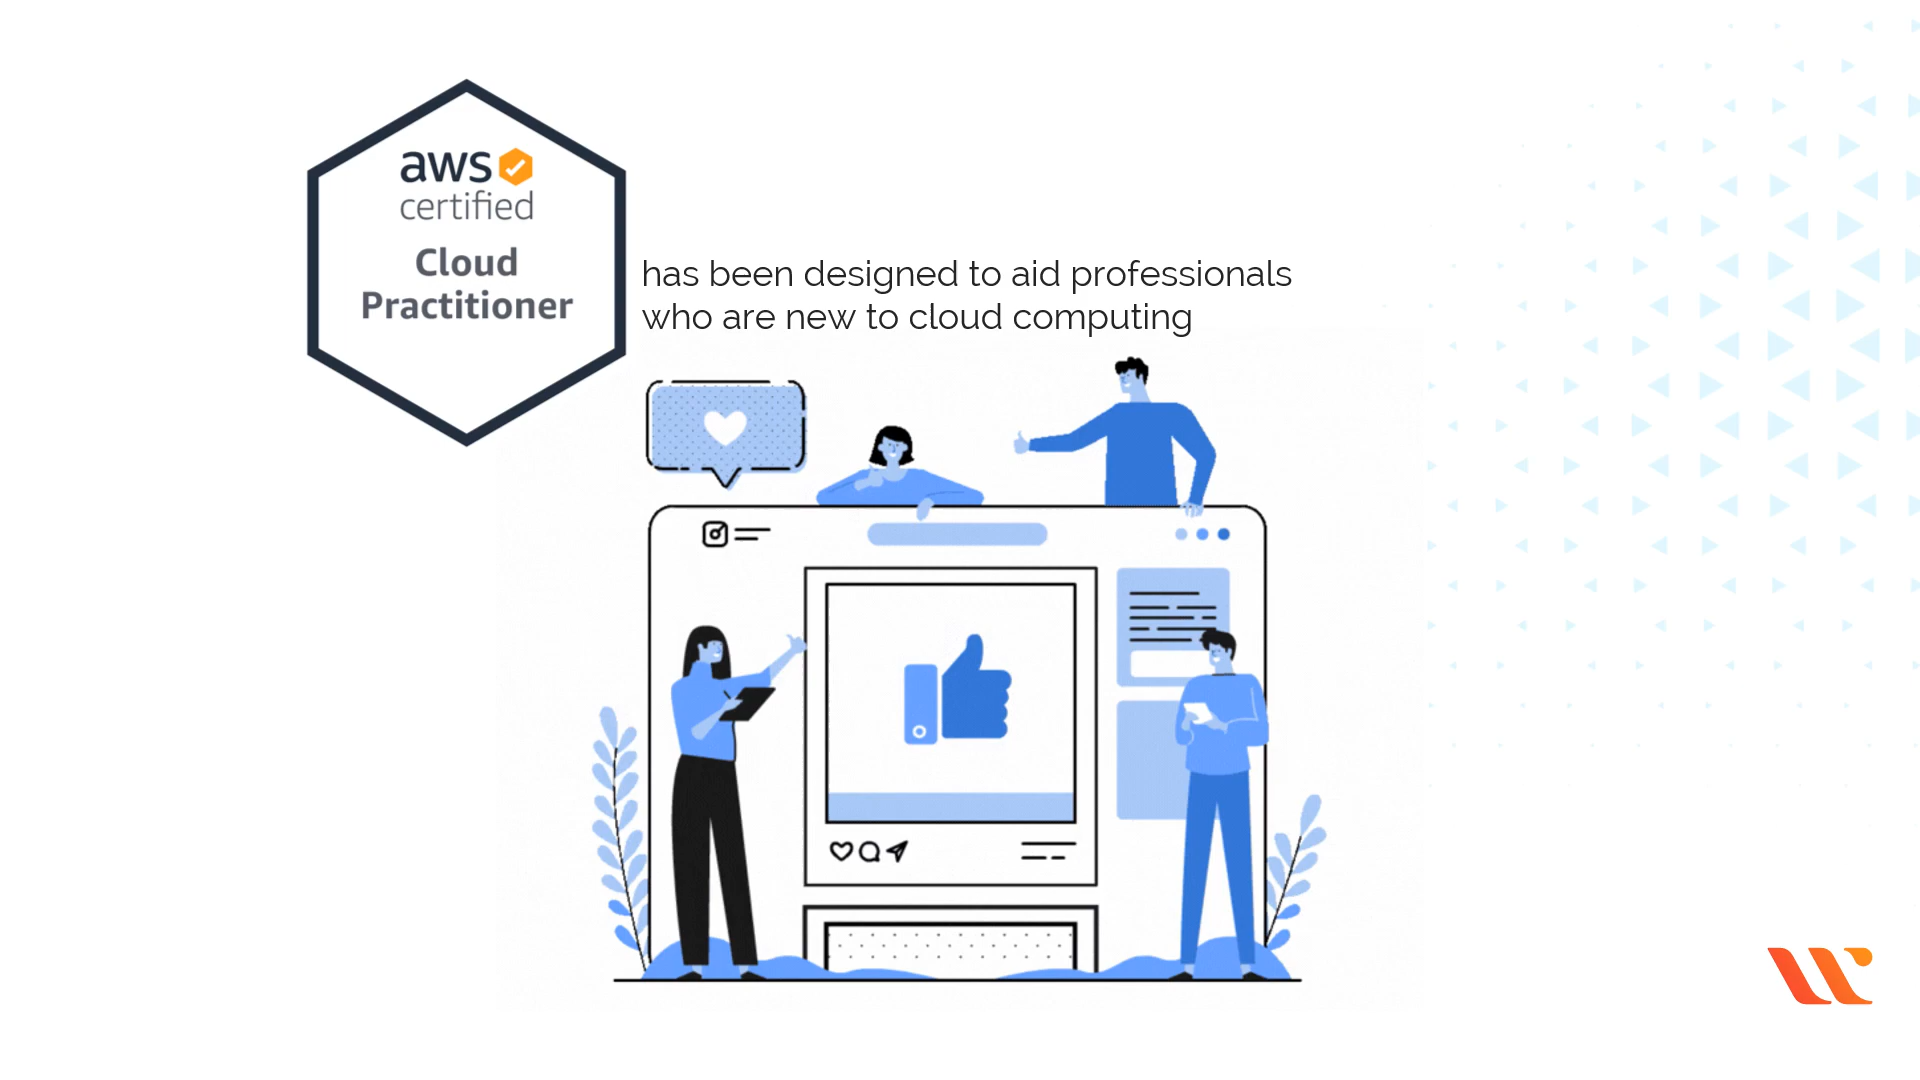 aws
certified
Cloud
Practitioner
has been designed to aid professionals
who are new to cloud computing